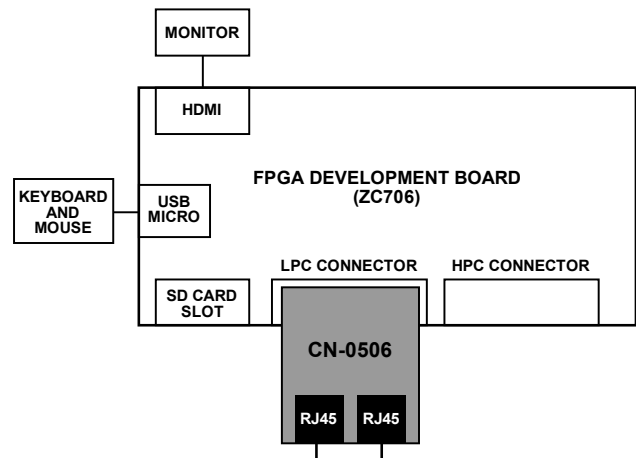 MONITOR
HDMI
FPGA DEVELOPMENT BOARD
(ZC706)
KEYBOARD
AND
MOUSE
USB
MICRO
LPC CONNECTOR
HPC CONNECTOR
SD CARD
SLOT
CN-0506
RJ45
RJ45